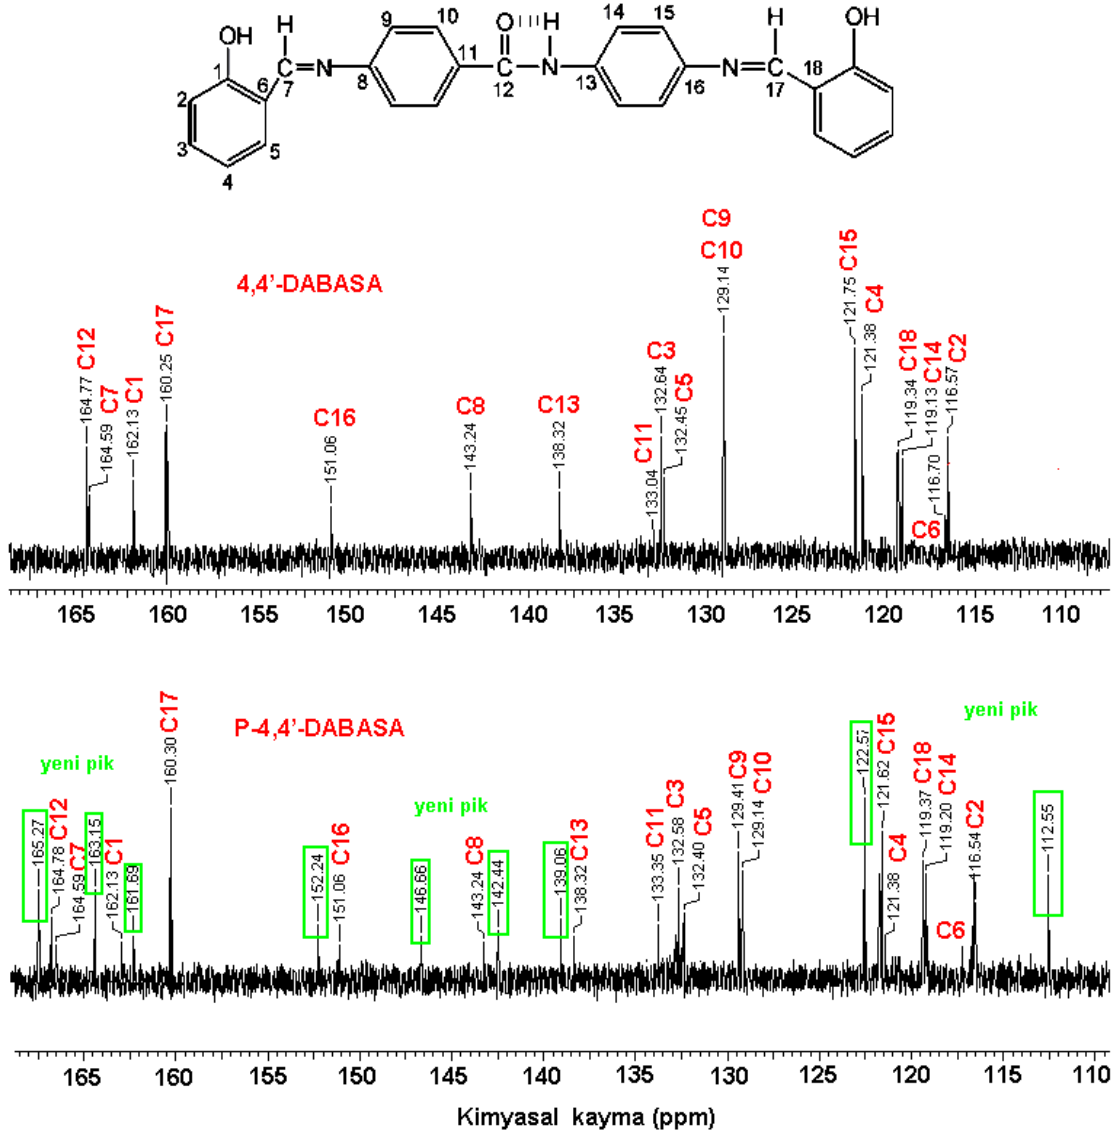 9 10 O H 14 15 H OH
OH H
1 C N 11 C N N C
2 6 7 8 12 13 16 17 18
3 5
4
C9
4,4'-DABASA C10
164.77 C12
164.59 C7
162.13 C1
160.25 C17
151.06
C16
143.24
C8
138.32
C13
133.04 C11
132.64
C3
132.45 C5
129.14
121.75 C15
121.38 C4
119.34 C18
119.13 C14
116.70
C6
116.57 C2
165 160 155 150 145 140 135 130 125 120 115 110
P-4,4'-DABASA
yeni pik
yeni pik
yeni pik
165.27
164.78 C12
164.59 C7
163.15
162.13 C1
161.69
160.30 C17
152.24
151.06 C16
146.66
143.24 C8
142.44
139.06
138.32 C13
133.35 C11
132.58 C3
132.40 C5
129.41 C9
129.14 C10
122.57
121.62 C15
121.38 C4
119.37 C18
119.20 C14
C6
116.54 C2
112.55
165 160 155 150 145 140 135 130 125 120 115 110
Kimyasal kayma (ppm)